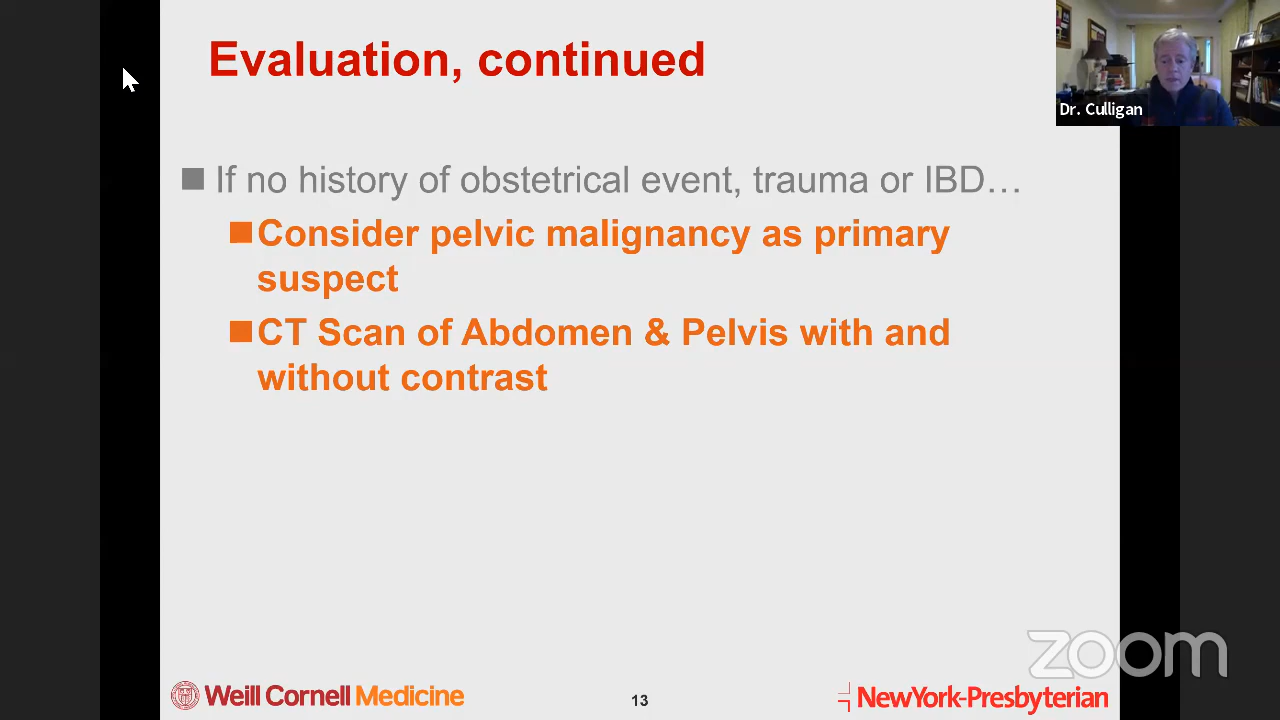 Evaluation, continued
Dr. Culligan
If no history of obstetrical event, trauma or IBD…
Consider pelvic malignancy as primary
suspect
CT Scan of Abdomen & Pelvis with and
without contrast
zoom
Weill Cornell Medicine
13
NewYork-Presbyterian